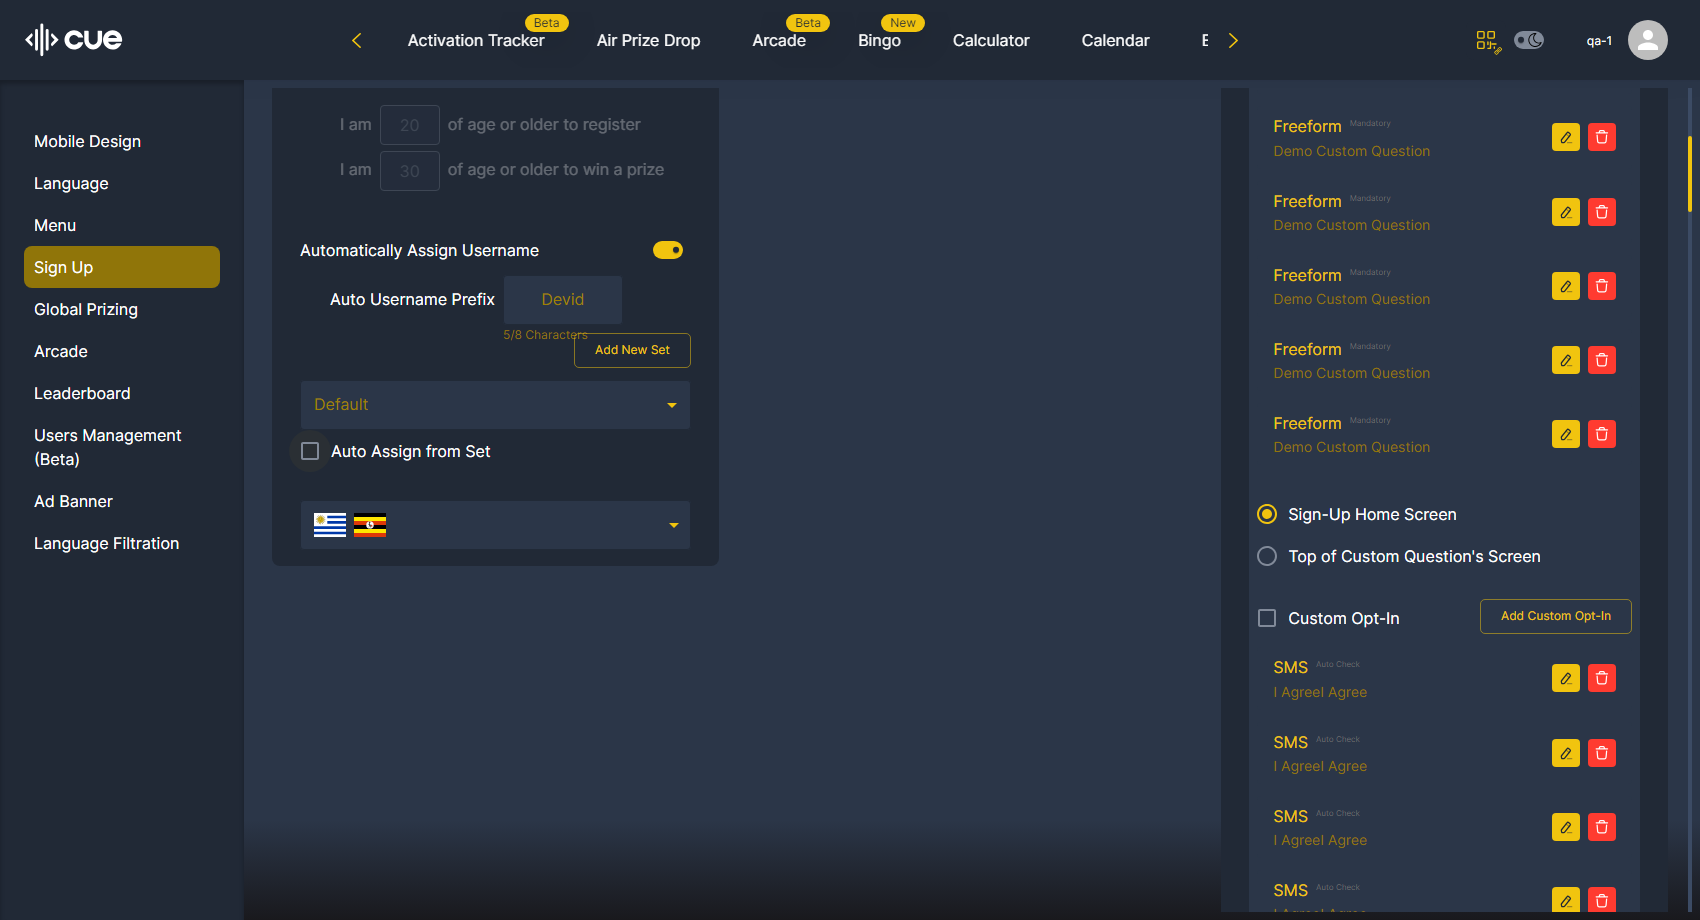 cue
Activation Tracker
Beta
Air Prize Drop
Arcade
Beta
Bingo
New
Calculator
Calendar
qa-1
Mobile Design
Language
Menu
Sign Up
Global Prizing
Arcade
Leaderboard
Users Management
(Beta)
Ad Banner
Language Filtration
I am 20 of age or older to register
I am 30 of age or older to win a prize
Automatically Assign Username
Auto Username Prefix Devid
5/8 Characters
Add New Set
Default
Auto Assign from Set
Freeform Mandatory
Demo Custom Question
Freeform Mandatory
Demo Custom Question
Freeform Mandatory
Demo Custom Question
Freeform Mandatory
Demo Custom Question
Freeform Mandatory
Demo Custom Question
Sign-Up Home Screen
Top of Custom Question's Screen
Custom Opt-In
Add Custom Opt-In
SMS Auto Check
I AgreeI Agree
SMS Auto Check
I AgreeI Agree
SMS Auto Check
I AgreeI Agree
SMS Auto Check
I AgreeI Agree